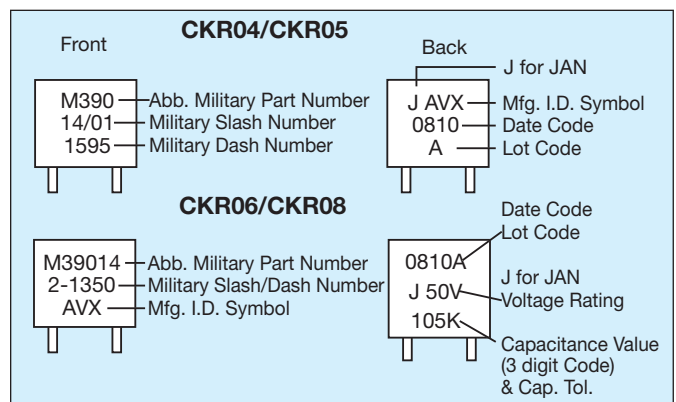 CKR04/CKR05
Front
M390
14/01
1595
Abb. Military Part Number
Military Slash Number
Military Dash Number
Back
J AVX
0810
A
J for JAN
Mfg. I.D. Symbol
Date Code
Lot Code
CKR06/CKR08
M39014
2-1350
AVX
Abb. Military Part Number
Military Slash/Dash Number
Mfg. I.D. Symbol
0810A
J 50V
105K
Date Code
Lot Code
J for JAN
Voltage Rating
Capacitance Value
(3 digit Code)
& Cap. Tol.